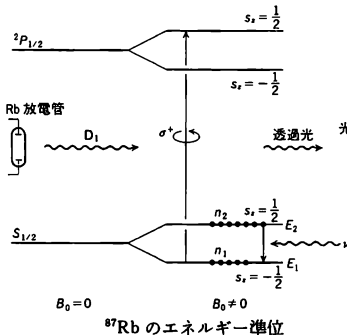 ²P₁/₂
s_z = 1/2
s_z = -1/2
Rb 放電管
D₁
σ⁺
透過光
光
S₁/₂
n₂
s_z = 1/2
E₂
n₁
E₁
s_z = -1/2
ν
B₀=0
B₀≠0
⁸⁷Rb のエネルギー準位